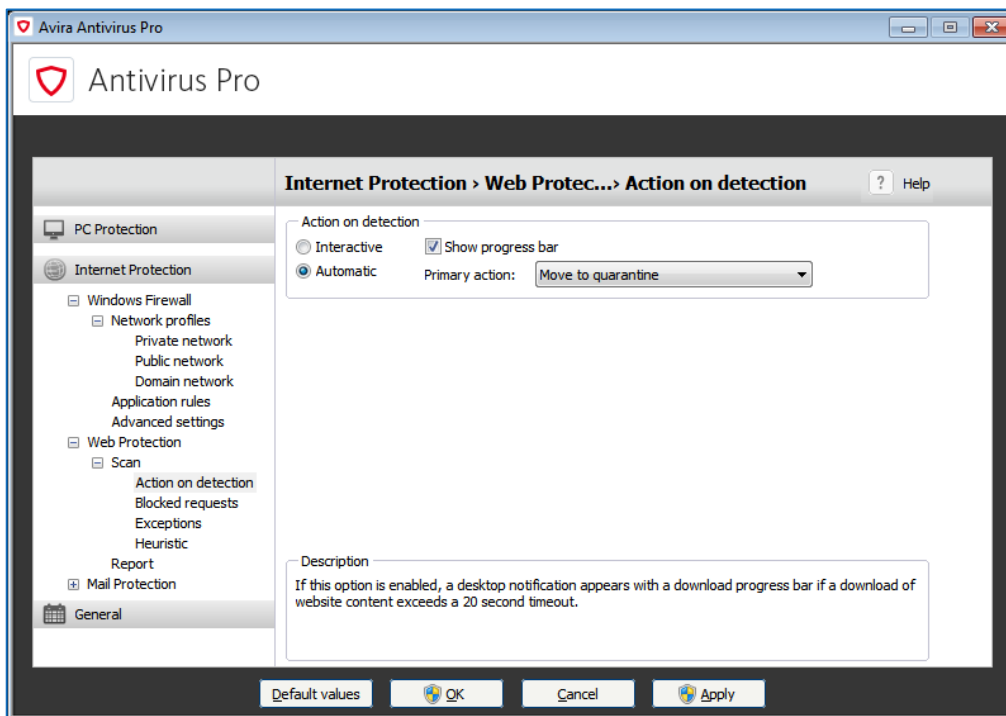 Avira Antivirus Pro
Antivirus Pro
Internet Protection › Web Protec...› Action on detection
? Help
PC Protection
Internet Protection
Windows Firewall
Network profiles
Private network
Public network
Domain network
Application rules
Advanced settings
Web Protection
Scan
Action on detection
Blocked requests
Exceptions
Heuristic
Report
Mail Protection
General
Action on detection
Interactive Show progress bar
Automatic Primary action: Move to quarantine
Description
If this option is enabled, a desktop notification appears with a download progress bar if a download of
website content exceeds a 20 second timeout.
Default values OK Cancel Apply